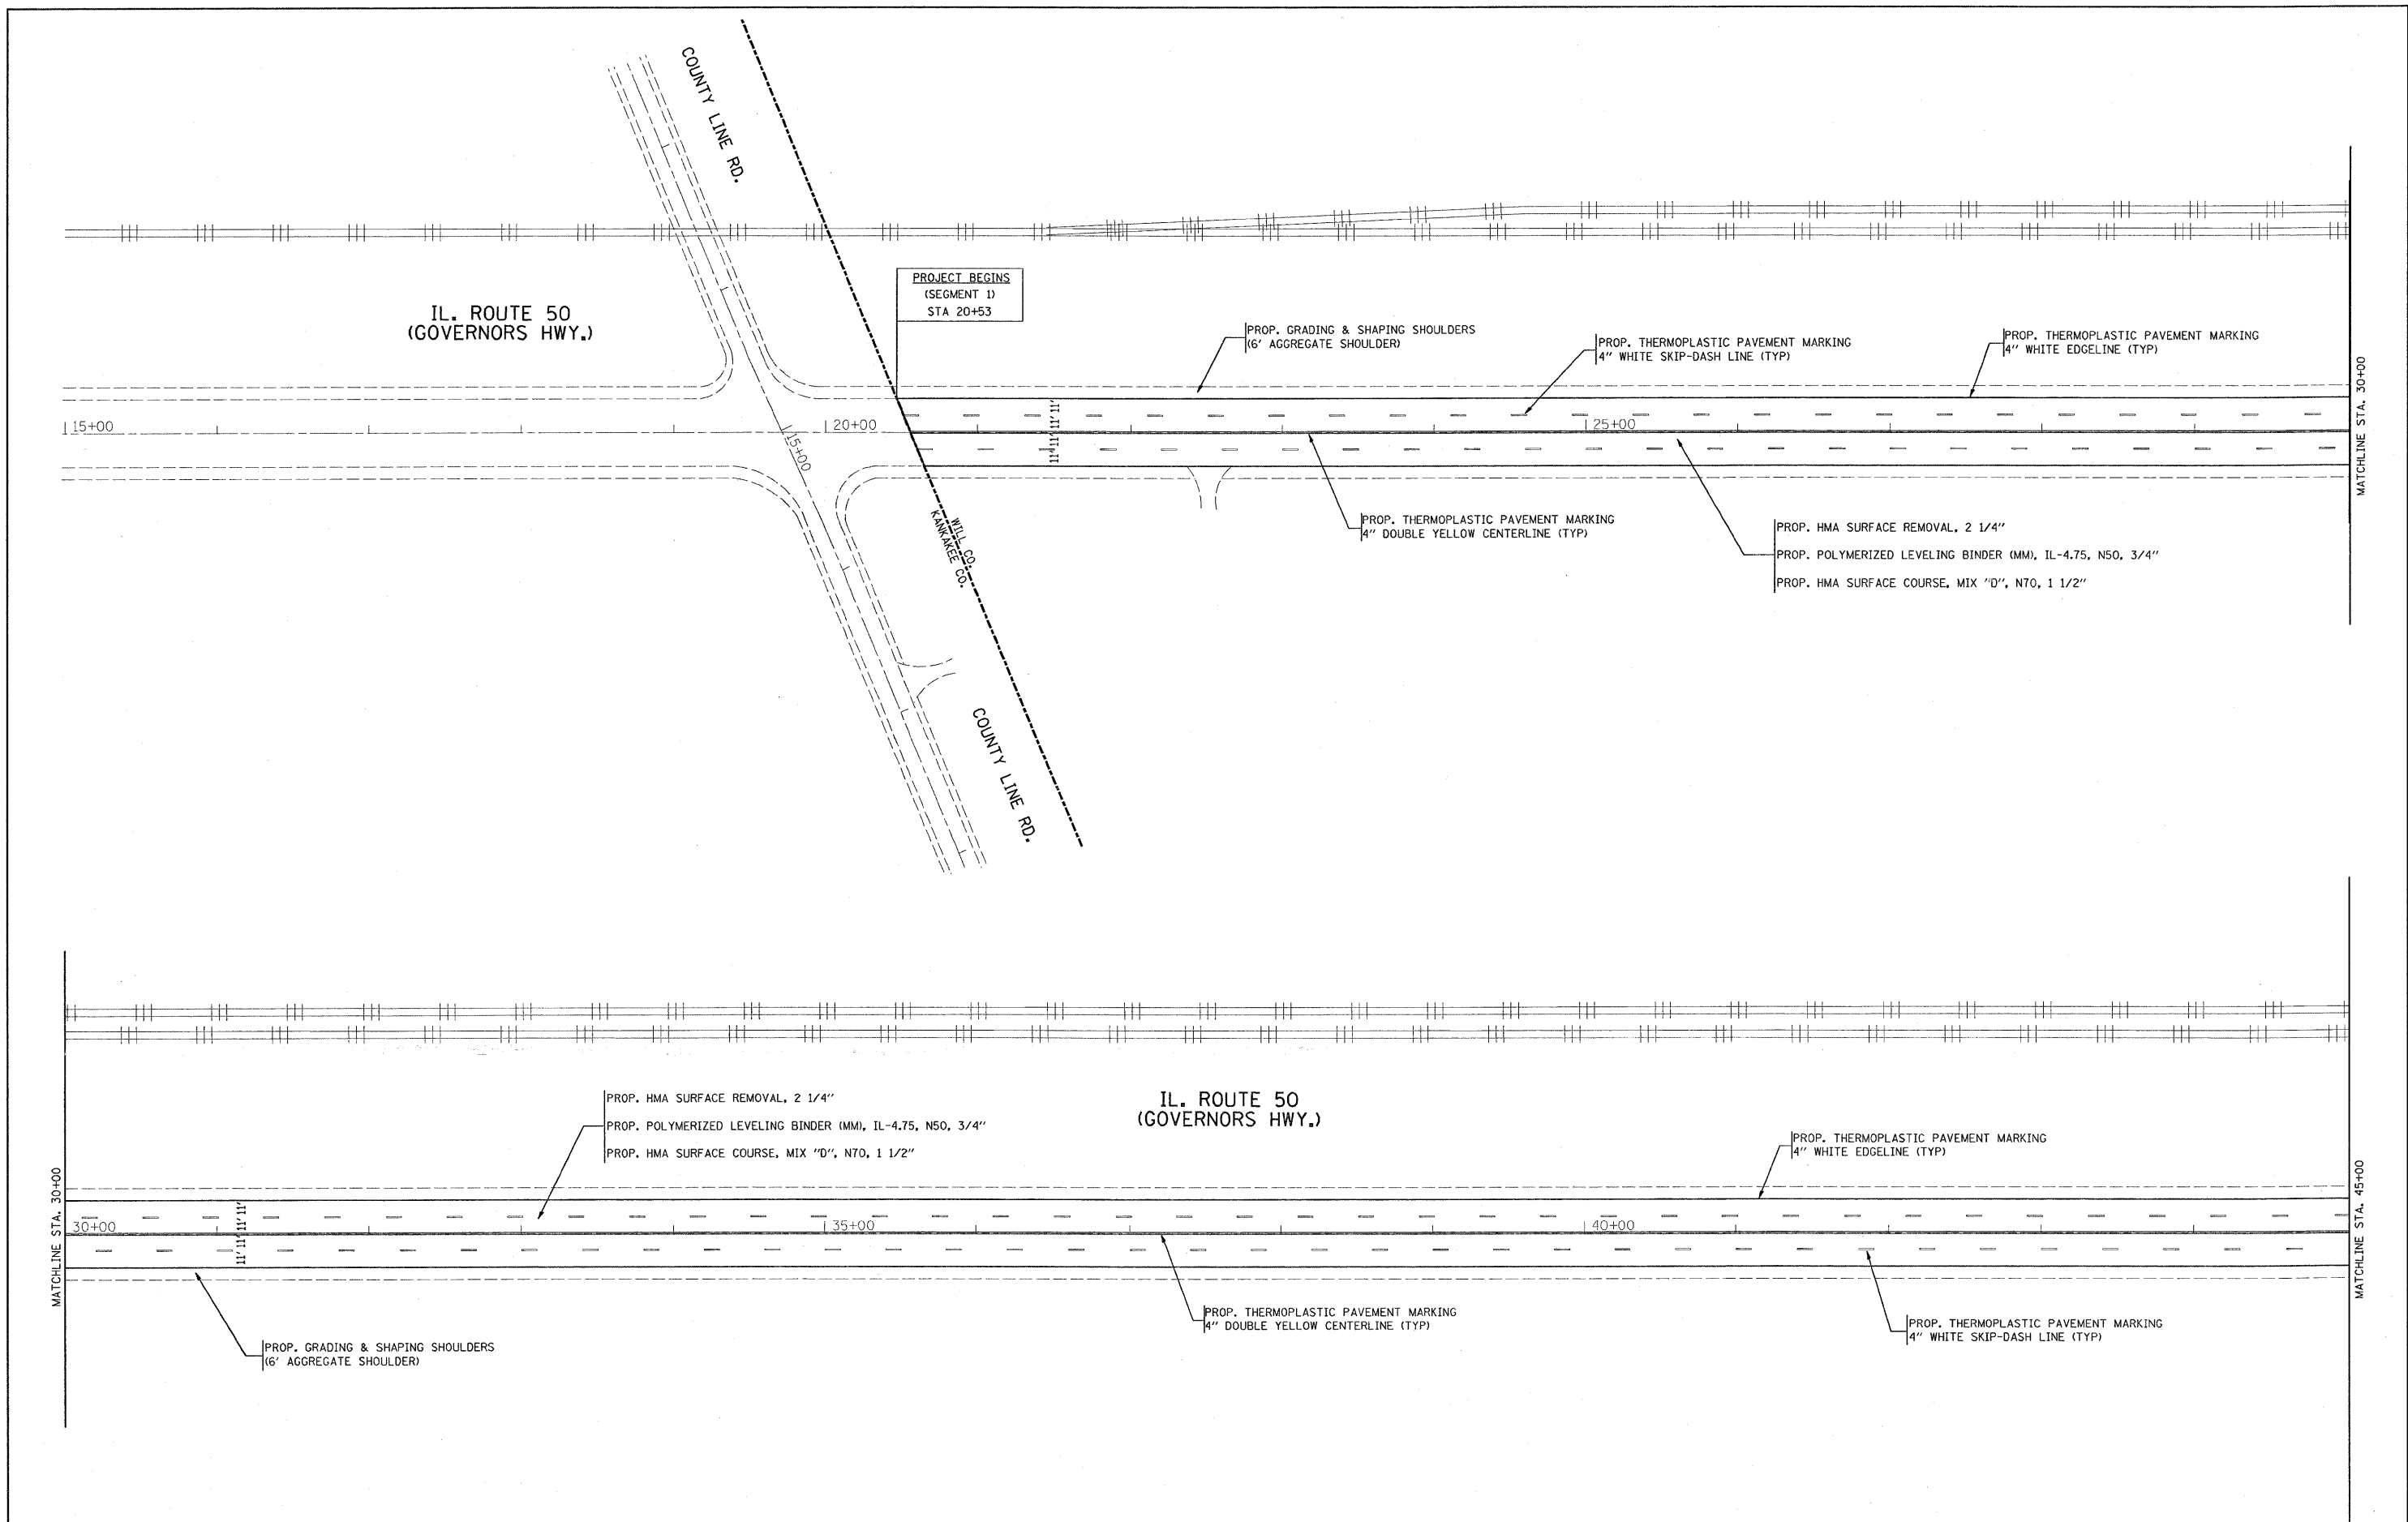 COUNTY LINE RD.
IL. ROUTE 50
(GOVERNORS HWY.)
PROJECT BEGINS
(SEGMENT 1)
STA 20+53
PROP. GRADING & SHAPING SHOULDERS
(6' AGGREGATE SHOULDER)
PROP. THERMOPLASTIC PAVEMENT MARKING
4" WHITE SKIP-DASH LINE (TYP)
PROP. THERMOPLASTIC PAVEMENT MARKING
4" WHITE EDGELINE (TYP)
MATCHLINE STA. 30+00
15+00
20+00
25+00
11' 11' 11' 11'
15+00
WILL CO.
KANKAKEE CO.
PROP. THERMOPLASTIC PAVEMENT MARKING
4" DOUBLE YELLOW CENTERLINE (TYP)
PROP. HMA SURFACE REMOVAL, 2 1/4"
PROP. POLYMERIZED LEVELING BINDER (MM), IL-4.75, N50, 3/4"
PROP. HMA SURFACE COURSE, MIX "D", N70, 1 1/2"
COUNTY LINE RD.
PROP. HMA SURFACE REMOVAL, 2 1/4"
PROP. POLYMERIZED LEVELING BINDER (MM), IL-4.75, N50, 3/4"
PROP. HMA SURFACE COURSE, MIX "D", N70, 1 1/2"
IL. ROUTE 50
(GOVERNORS HWY.)
PROP. THERMOPLASTIC PAVEMENT MARKING
4" WHITE EDGELINE (TYP)
MATCHLINE STA. 30+00
30+00
11' 11' 11' 11'
35+00
40+00
MATCHLINE STA. 45+00
PROP. GRADING & SHAPING SHOULDERS
(6' AGGREGATE SHOULDER)
PROP. THERMOPLASTIC PAVEMENT MARKING
4" DOUBLE YELLOW CENTERLINE (TYP)
PROP. THERMOPLASTIC PAVEMENT MARKING
4" WHITE SKIP-DASH LINE (TYP)